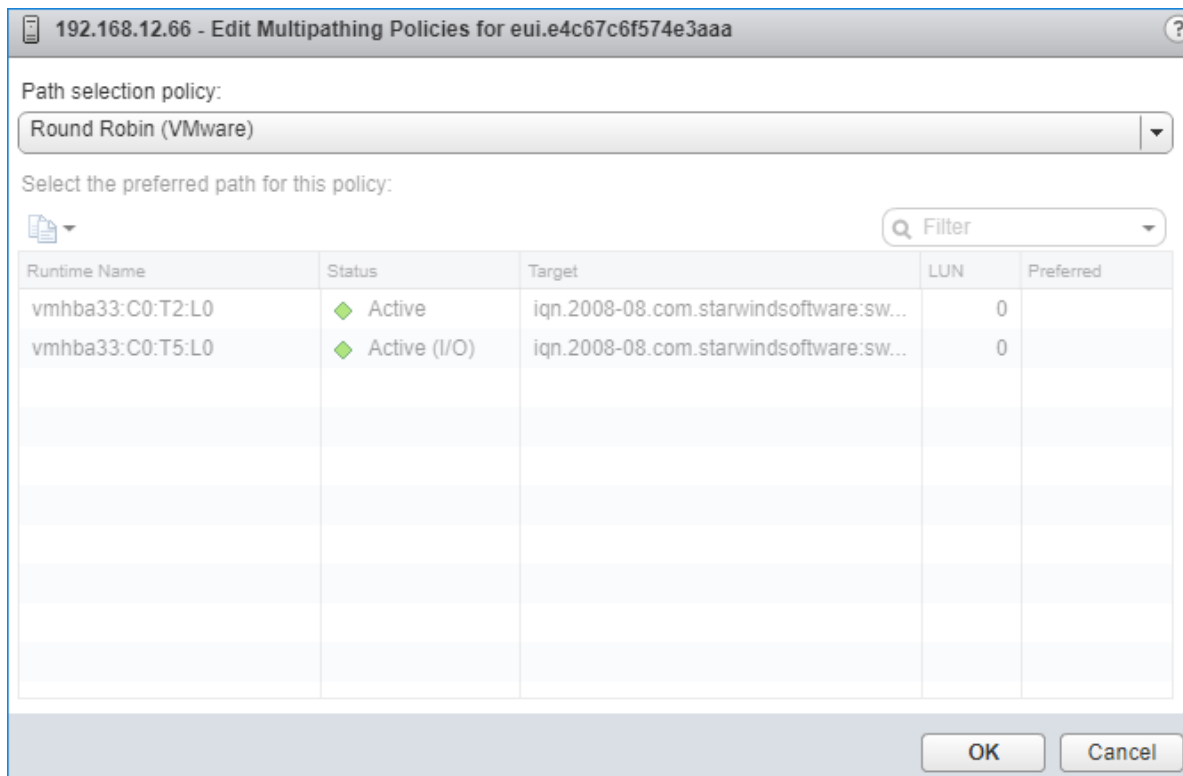 192.168.12.66 - Edit Multipathing Policies for eui.e4c67c6f574e3aaa ?
Path selection policy:
Round Robin (VMware)
Select the preferred path for this policy:
Filter
Runtime Name Status Target LUN Preferred
vmhba33:C0:T2:L0 Active iqn.2008-08.com.starwindsoftware:sw... 0
vmhba33:C0:T5:L0 Active (I/O) iqn.2008-08.com.starwindsoftware:sw... 0
OK Cancel